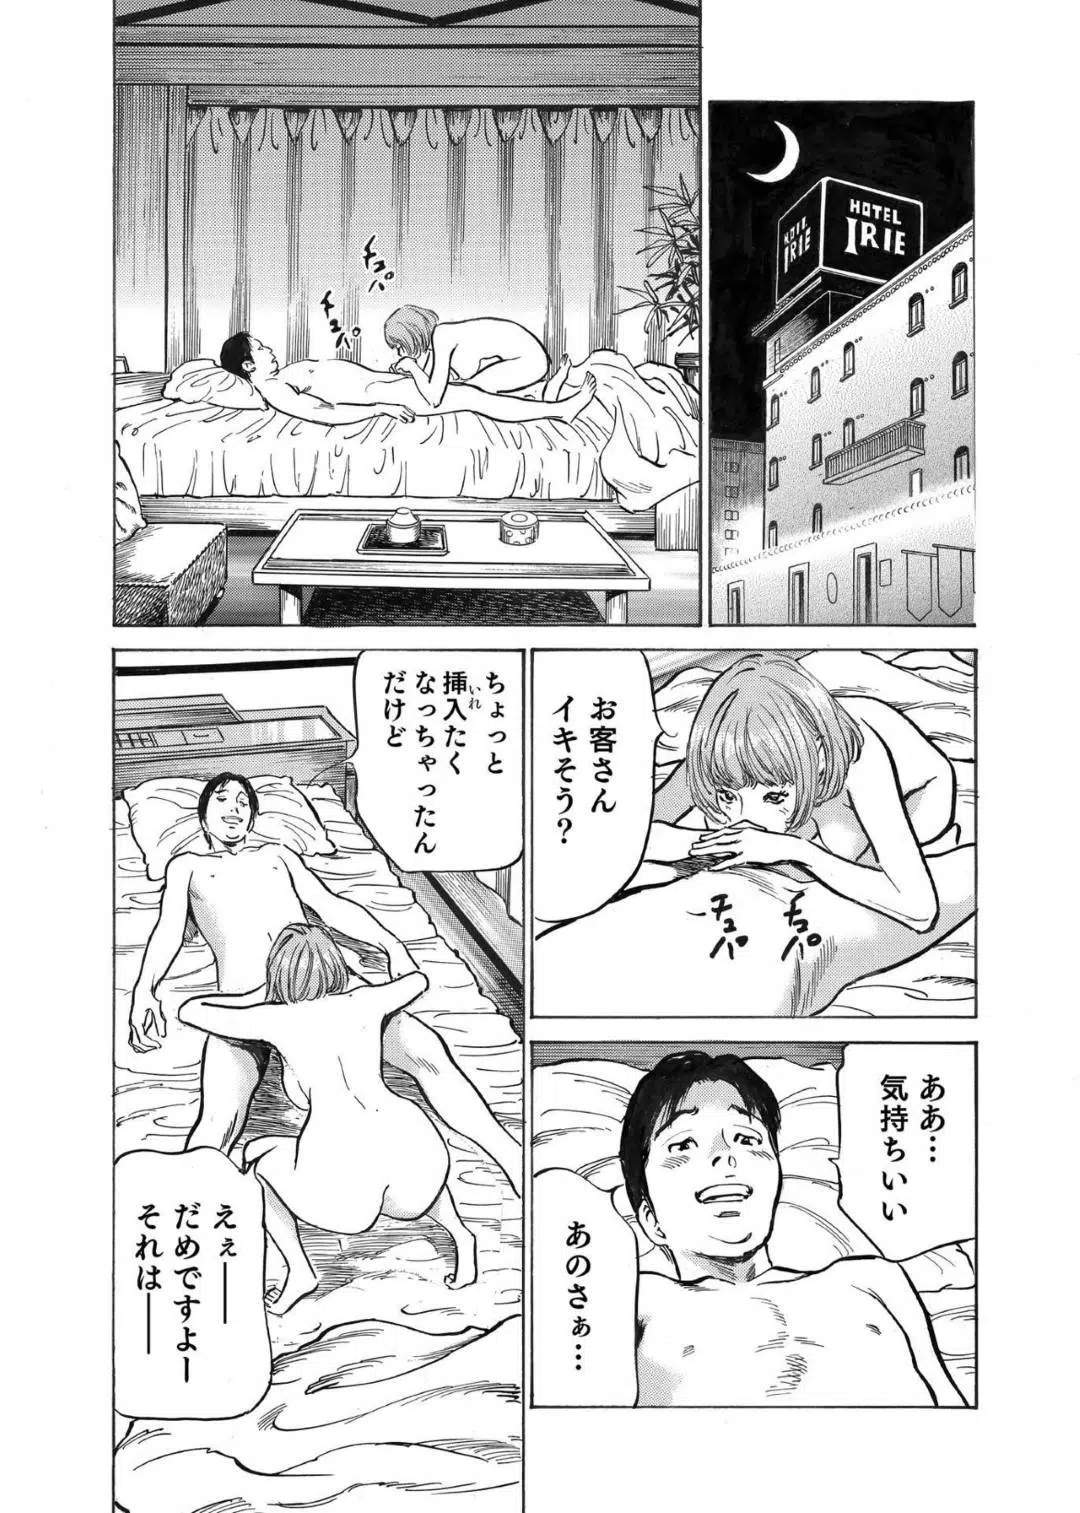 HOTEL
IRIE
HOTEL
IRIE
チュパ
チュパ
お客さん
イキそう?
チュパ
チュパ
ああ…
気持ちいい
あのさぁ…
ちょっと
挿入たく
いれ
なっちゃったん
だけど
えぇ――
だめですよー
それは――